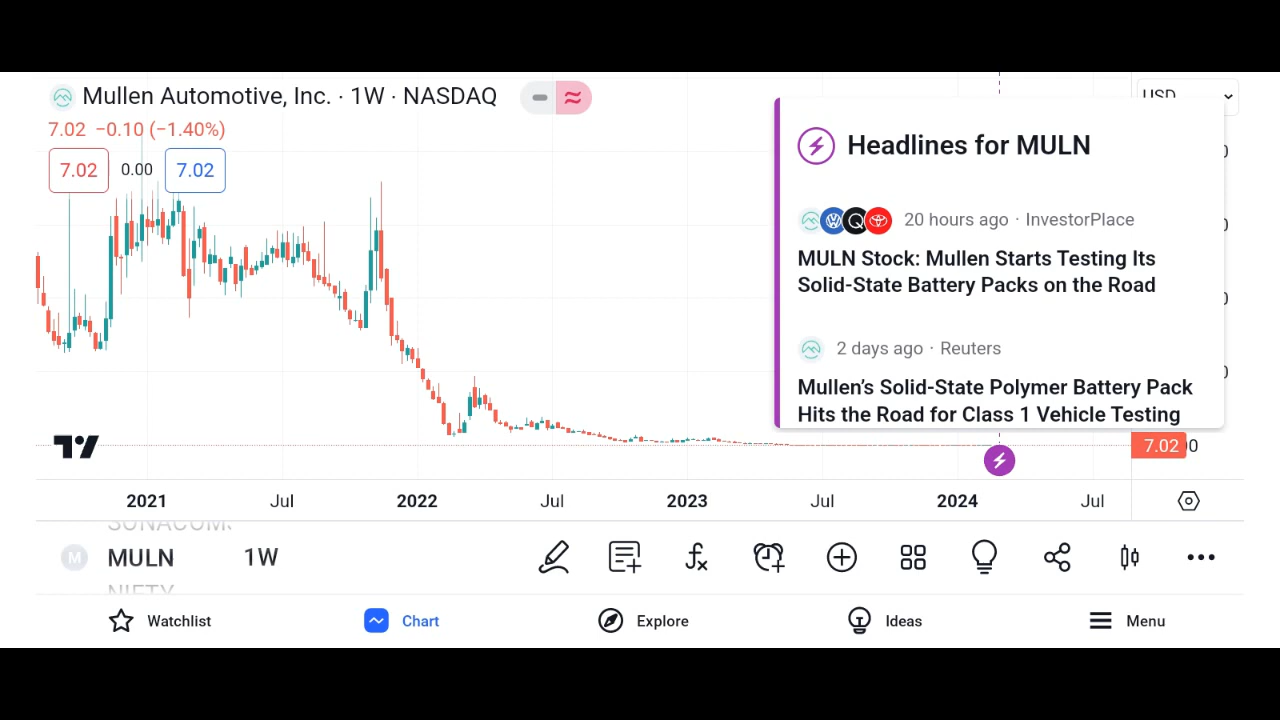 Mullen Automotive, Inc. · 1W · NASDAQ
7.02 −0.10 (−1.40%)
7.02 0.00 7.02
USD
Headlines for MULN
20 hours ago · InvestorPlace
MULN Stock: Mullen Starts Testing Its
Solid-State Battery Packs on the Road
2 days ago · Reuters
Mullen’s Solid-State Polymer Battery Pack
Hits the Road for Class 1 Vehicle Testing
7.02
2021 Jul 2022 Jul 2023 Jul 2024 Jul
M MULN 1W
NIFTY
Watchlist Chart Explore Ideas Menu